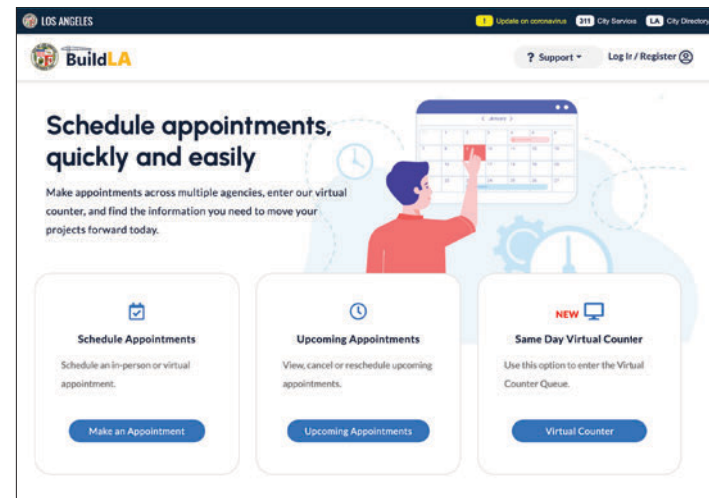 LOS ANGELES
! Update on coronavirus 311 City Services LA City Directory
BuildLA
? Support Log In / Register
Schedule appointments,
quickly and easily
Make appointments across multiple agencies, enter our virtual
counter, and find the information you need to move your
projects forward today.
< January >
Schedule Appointments
Schedule an in-person or virtual
appointment.
Make an Appointment
Upcoming Appointments
View, cancel or reschedule upcoming
appointments.
Upcoming Appointments
NEW
Same Day Virtual Counter
Use this option to enter the Virtual
Counter Queue.
Virtual Counter